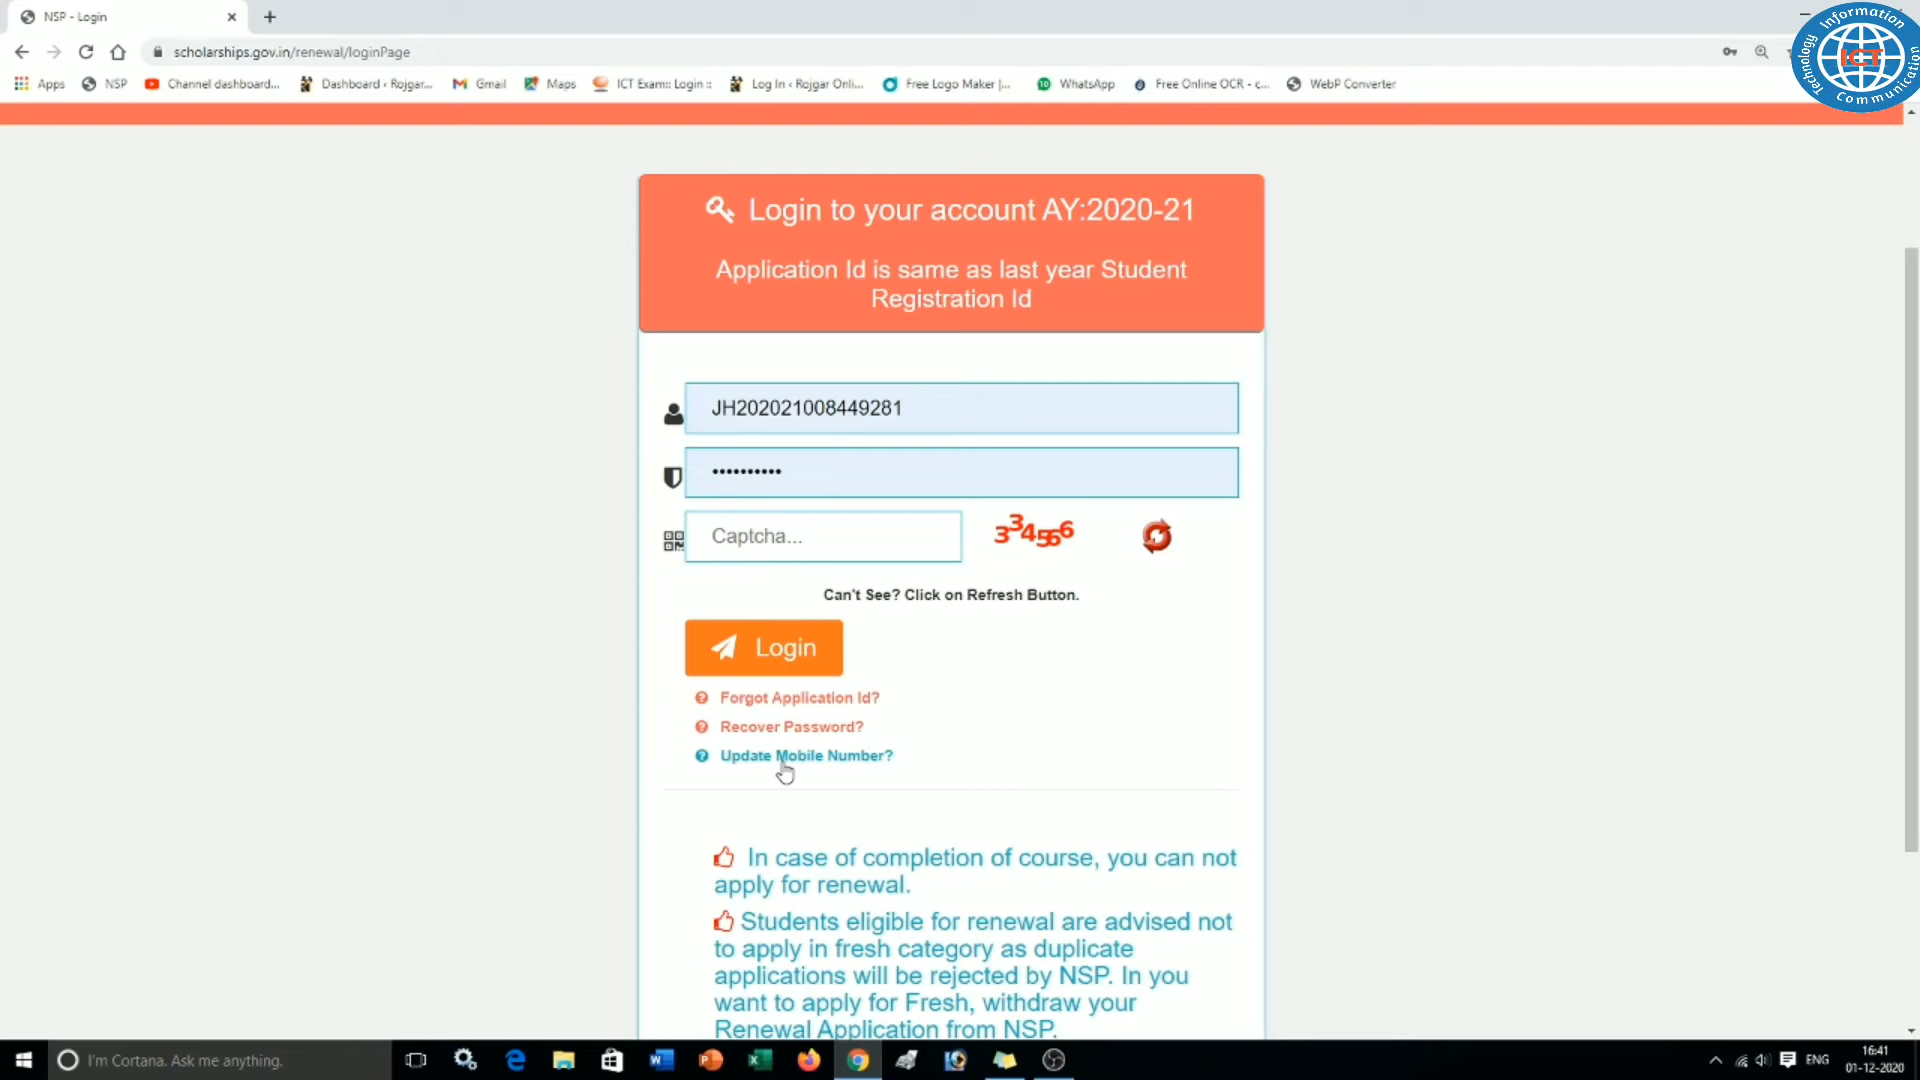 NSP - Login
scholarships.gov.in/renewal/loginPage
Apps NSP Channel dashboard... Dashboard ‹ Rojgar... Gmail Maps ICT Exam:: Login :: Log In ‹ Rojgar Onli... Free Logo Maker |... WhatsApp Free Online OCR - c... WebP Converter
Information
ICT
Technology
Communication
Login to your account AY:2020-21
Application Id is same as last year Student
Registration Id
JH202021008449281
••••••••••
Captcha... 334566
Can't See? Click on Refresh Button.
Login
Forgot Application Id?
Recover Password?
Update Mobile Number?
In case of completion of course, you can not
apply for renewal.
Students eligible for renewal are advised not
to apply in fresh category as duplicate
applications will be rejected by NSP. In you
want to apply for Fresh, withdraw your
Renewal Application from NSP.
I'm Cortana. Ask me anything.
ENG
16:41
01-12-2020